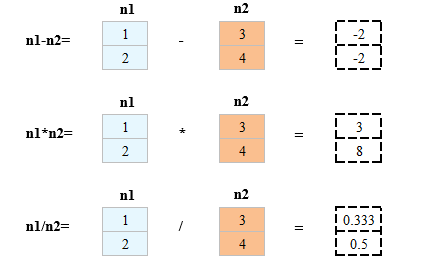 n1 n2
1 3 -2
n1-n2= - =
2 4 -2
n1 n2
1 3 3
n1*n2= * =
2 4 8
n1 n2
1 3 0.333
n1/n2= / =
2 4 0.5